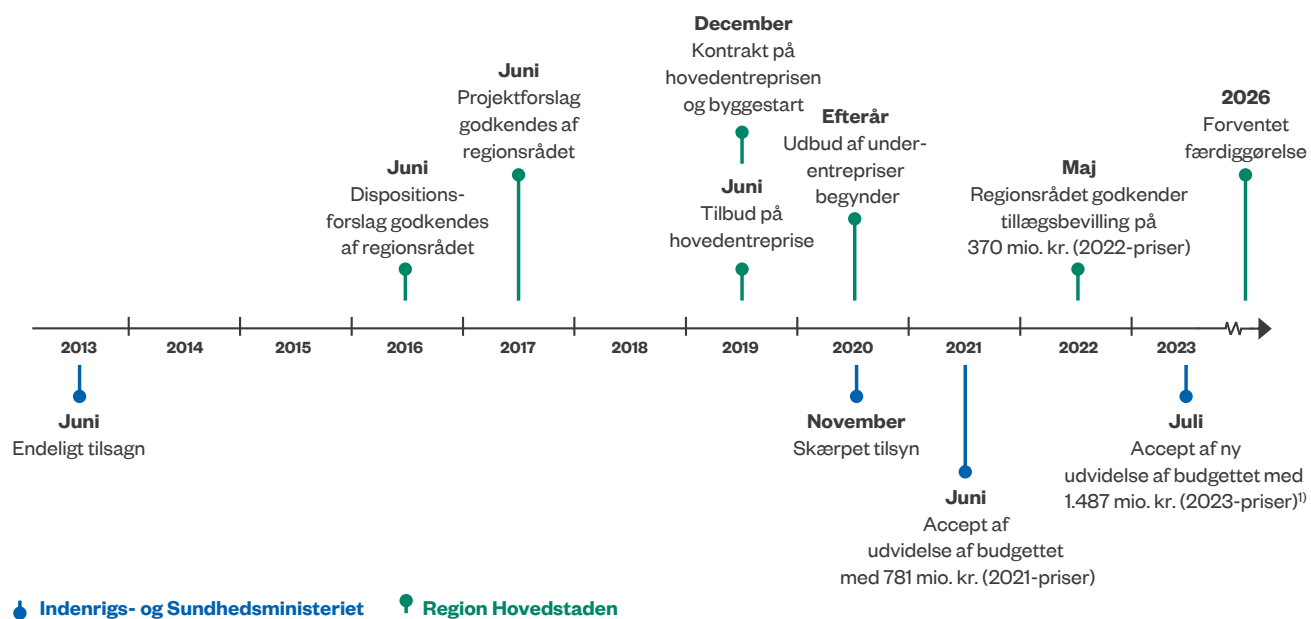 December
Kontrakt på
hovedentreprisen
og byggestart
Juni
Projektforslag
godkendes af
regionsrådet
2026
Forventet
færdiggørelse
Efterår
Udbud af under-
entrepriser
begynder
Juni
Dispositions-
forslag godkendes
af regionsrådet
Juni
Tilbud på
hovedentreprise
Maj
Regionsrådet godkender
tillægsbevilling på
370 mio. kr. (2022-priser)
2013 2014 2015 2016 2017 2018 2019 2020 2021 2022 2023
Juni
Endeligt tilsagn
November
Skærpet tilsyn
Juni
Accept af
udvidelse af budgettet
med 781 mio. kr. (2021-priser)
Juli
Accept af ny
udvidelse af budgettet med
1.487 mio. kr. (2023-priser)¹⁾
Indenrigs- og Sundhedsministeriet Region Hovedstaden